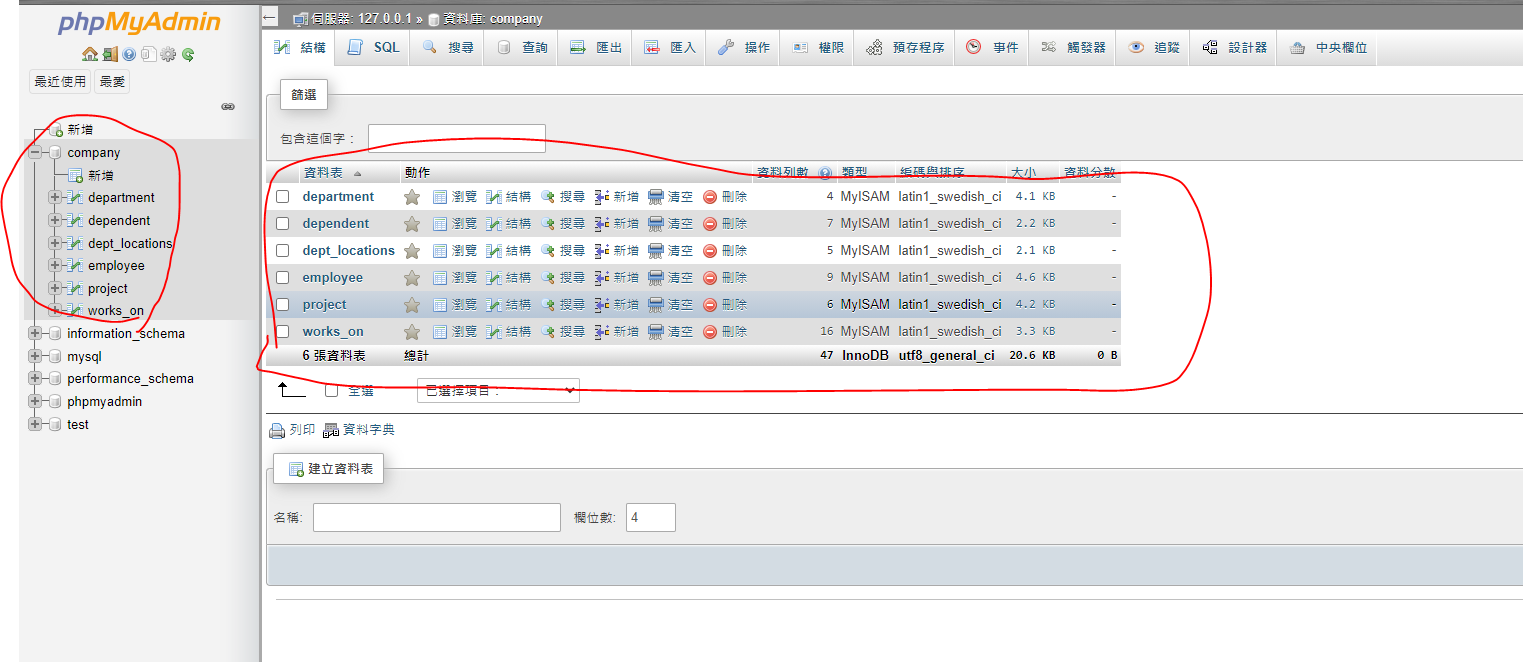 phpMyAdmin
最近使用 最愛
新增
company
新增
department
dependent
dept_locations
employee
project
works_on
information_schema
mysql
performance_schema
phpmyadmin
test
伺服器: 127.0.0.1 » 資料庫: company
結構 SQL 搜尋 查詢 匯出 匯入 操作 權限 預存程序 事件 觸發器 追蹤 設計器 中央欄位
篩選
包含這個字：
資料表 動作 資料列數 類型 編碼與排序 大小 資料分散
department 瀏覽 結構 搜尋 新增 清空 刪除 4 MyISAM latin1_swedish_ci 4.1 KB -
dependent 瀏覽 結構 搜尋 新增 清空 刪除 7 MyISAM latin1_swedish_ci 2.2 KB -
dept_locations 瀏覽 結構 搜尋 新增 清空 刪除 5 MyISAM latin1_swedish_ci 2.1 KB -
employee 瀏覽 結構 搜尋 新增 清空 刪除 9 MyISAM latin1_swedish_ci 4.6 KB -
project 瀏覽 結構 搜尋 新增 清空 刪除 6 MyISAM latin1_swedish_ci 4.2 KB -
works_on 瀏覽 結構 搜尋 新增 清空 刪除 16 MyISAM latin1_swedish_ci 3.3 KB -
6 張資料表 總計 47 InnoDB utf8_general_ci 20.6 KB 0 B
全選 已選擇項目：
列印 資料字典
建立資料表
名稱: 欄位數: 4